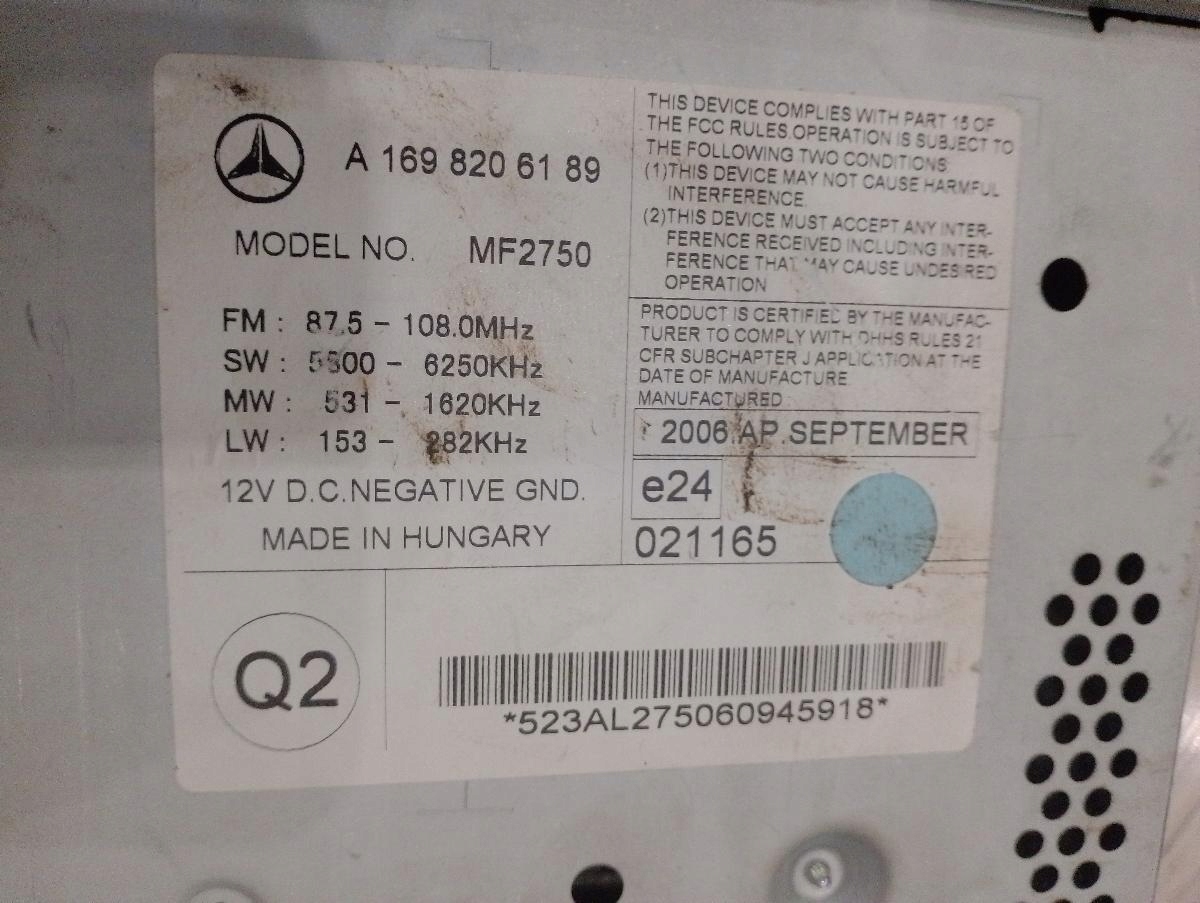 A 169 820 61 89
MODEL NO. MF2750
FM : 87.5 - 108.0MHz
SW : - 6250KHz
MW : 531 - 1620KHz
LW : 153 - 282KHz
12V D.C.NEGATIVE GND.
MADE IN HUNGARY
THIS DEVICE COMPLIES WITH PART 15 OF
THE FCC RULES.OPERATION IS SUBJECT TO
THE FOLLOWING TWO CONDITIONS:
(1)THIS DEVICE MAY NOT CAUSE HARMFUL
INTERFERENCE.
(2)THIS DEVICE MUST ACCEPT ANY INTER-
FERENCE RECEIVED INCLUDING INTER-
FERENCE THAT MAY CAUSE UNDESIRED
OPERATION
PRODUCT IS CERTIFIED BY THE MANUFAC-
TURER TO COMPLY WITH DHHS RULES 21
CFR SUBCHAPTER J APPLICATION AT THE
DATE OF MANUFACTURE.
MANUFACTURED:
2006.AP.SEPTEMBER
e24
021165
Q2
*523AL275060945918*